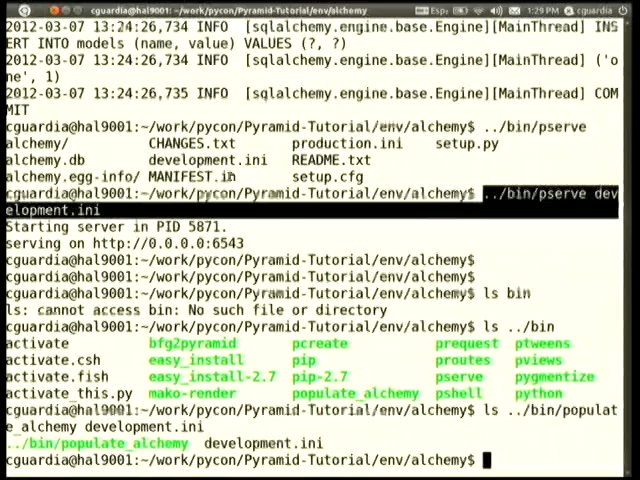 cguardia@hal9001: ~/work/pycon/Pyramid-Tutorial/env/alchemy Esp 1:29 PM cguardia
2012-03-07 13:24:26,734 INFO [sqlalchemy.engine.base.Engine][MainThread] INS
ERT INTO models (name, value) VALUES (?, ?)
2012-03-07 13:24:26,734 INFO [sqlalchemy.engine.base.Engine][MainThread] ('o
ne', 1)
2012-03-07 13:24:26,735 INFO [sqlalchemy.engine.base.Engine][MainThread] COM
MIT
cguardia@hal9001:~/work/pycon/Pyramid-Tutorial/env/alchemy$ ../bin/pserve
alchemy/ CHANGES.txt production.ini setup.py
alchemy.db development.ini README.txt
alchemy.egg-info/ MANIFEST.in setup.cfg
cguardia@hal9001:~/work/pycon/Pyramid-Tutorial/env/alchemy$ ../bin/pserve dev
elopment.ini
Starting server in PID 5871.
serving on http://0.0.0.0:6543
cguardia@hal9001:~/work/pycon/Pyramid-Tutorial/env/alchemy$
cguardia@hal9001:~/work/pycon/Pyramid-Tutorial/env/alchemy$
cguardia@hal9001:~/work/pycon/Pyramid-Tutorial/env/alchemy$ ls bin
ls: cannot access bin: No such file or directory
cguardia@hal9001:~/work/pycon/Pyramid-Tutorial/env/alchemy$ ls ../bin
activate bfg2pyramid pcreate prequest ptweens
activate.csh easy_install pip proutes pviews
activate.fish easy_install-2.7 pip-2.7 pserve pygmentize
activate_this.py mako-render populate_alchemy pshell python
cguardia@hal9001:~/work/pycon/Pyramid-Tutorial/env/alchemy$ ls ../bin/populat
e_alchemy development.ini
../bin/populate_alchemy development.ini
cguardia@hal9001:~/work/pycon/Pyramid-Tutorial/env/alchemy$